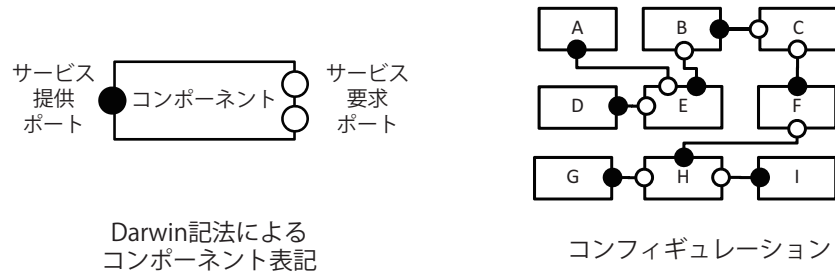 サービス
提供
ポート
コンポーネント
サービス
要求
ポート
Darwin記法による
コンポーネント表記
A
B
C
D
E
F
G
H
I
コンフィギュレーション